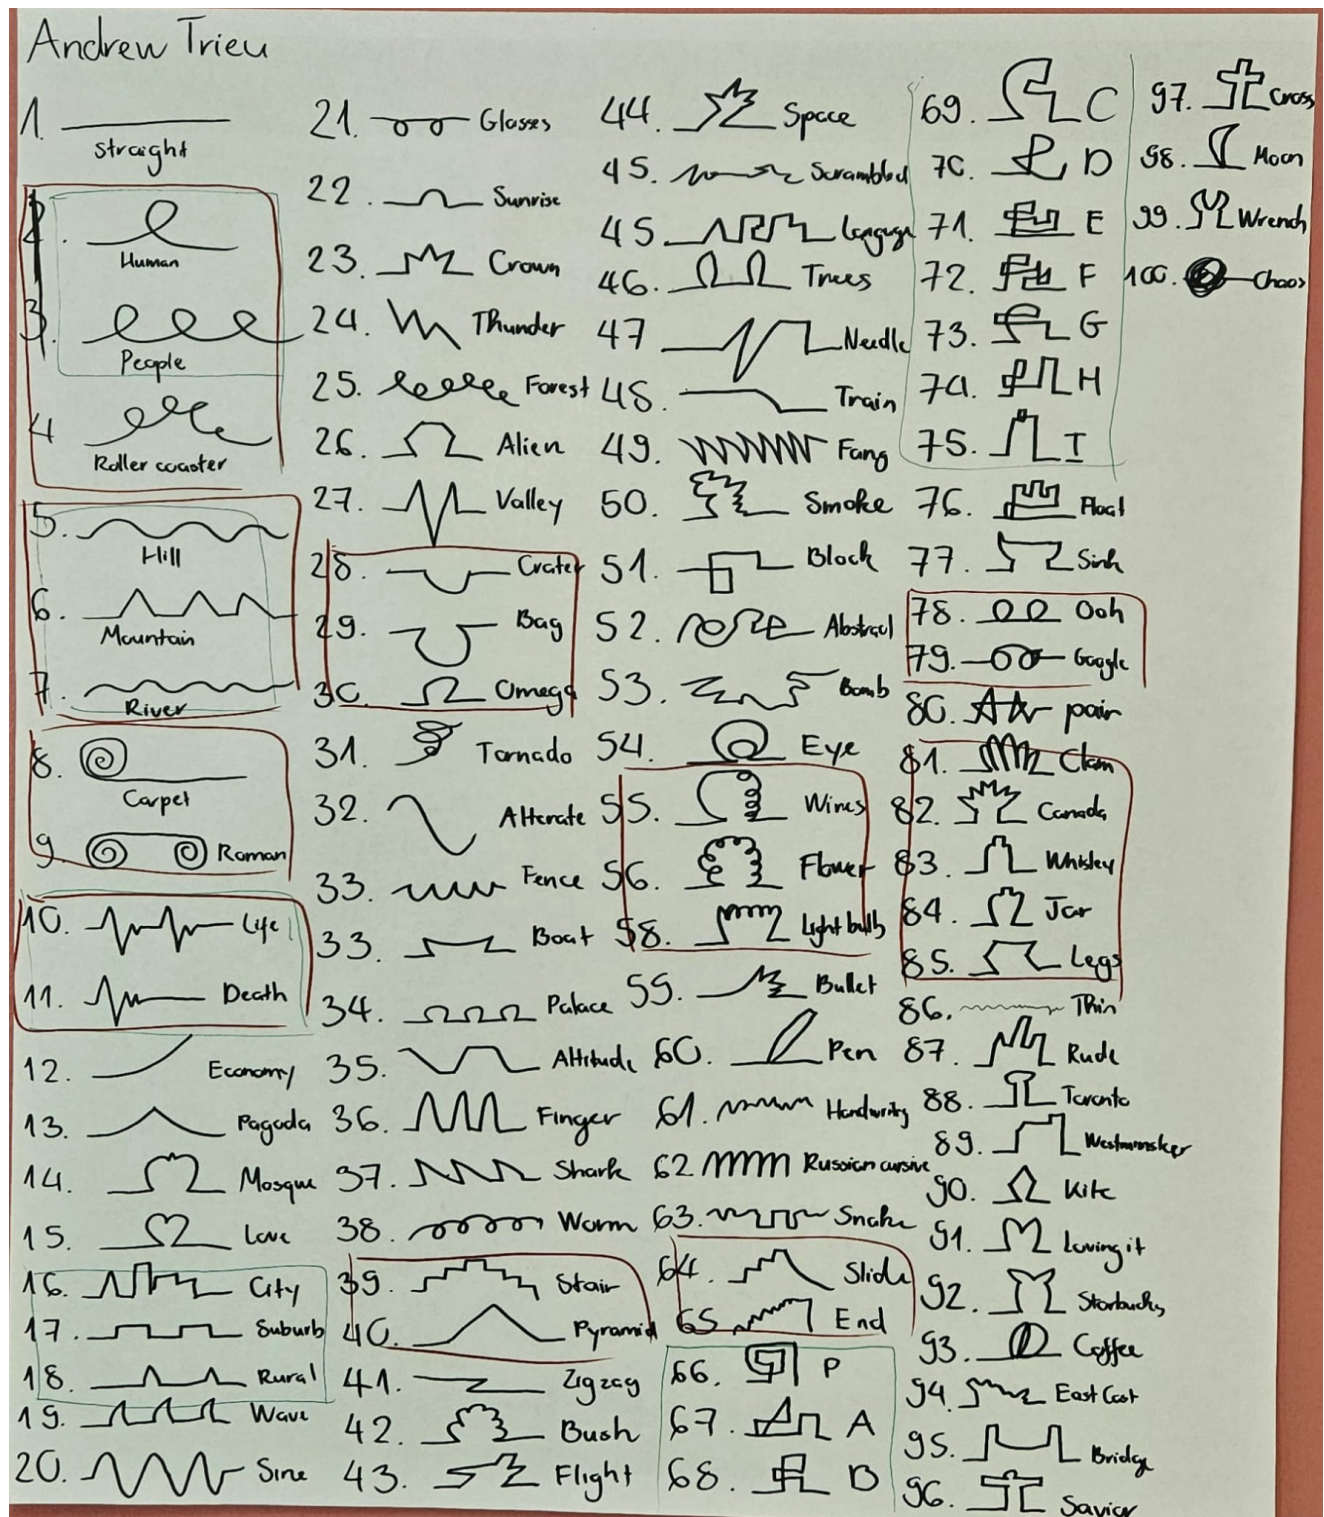 Andrew Trieu
1. Straight
2. Human
3. People
4 Roller coaster
5. Hill
6. Mountain
7. River
8. Carpet
9. Roman
10. Life
11. Death
12. Economy
13. Pagoda
14. Mosque
15. Love
16. City
17. Suburb
18. Rural
19. Wave
20. Sine
21. Glasses
22. Sunrise
23. Crown
24. Thunder
25. Forest
26. Alien
27. Valley
28. Crater
29. Bag
30. Omega
31. Tornado
32. Alterate
33. Fence
33. Boat
34. Palace
35. Altitude
36. Finger
37. Shark
38. Worm
39. Stair
40. Pyramid
41. Zigzag
42. Bush
43. Flight
44. Space
45. Scrambled
45. Language
46. Trees
47 Needle
48. Train
49. Fang
50. Smoke
51. Block
52. Abstract
53. Bomb
54. Eye
55. Wires
56. Flower
58. Light bulb
59. Bullet
60. Pen
61. Handwriting
62 Russian cursive
63. Snake
64. Slide
65 End
66. P
67. A
68. B
69. C
70. D
71. E
72. F
73. G
74. H
75. I
76. Float
77. Sink
78. Ooh
79. Google
80. pair
81. Clam
82. Canada
83. Whiskey
84. Jar
85. Legs
86. Thin
87. Rude
88. Toronto
89. Westminster
90. Kite
91. Loving it
92. Starbucks
93. Coffee
94. East Cost
95. Bridge
96. Savior
97. Cross
98. Moon
99. Wrench
100. Chaos